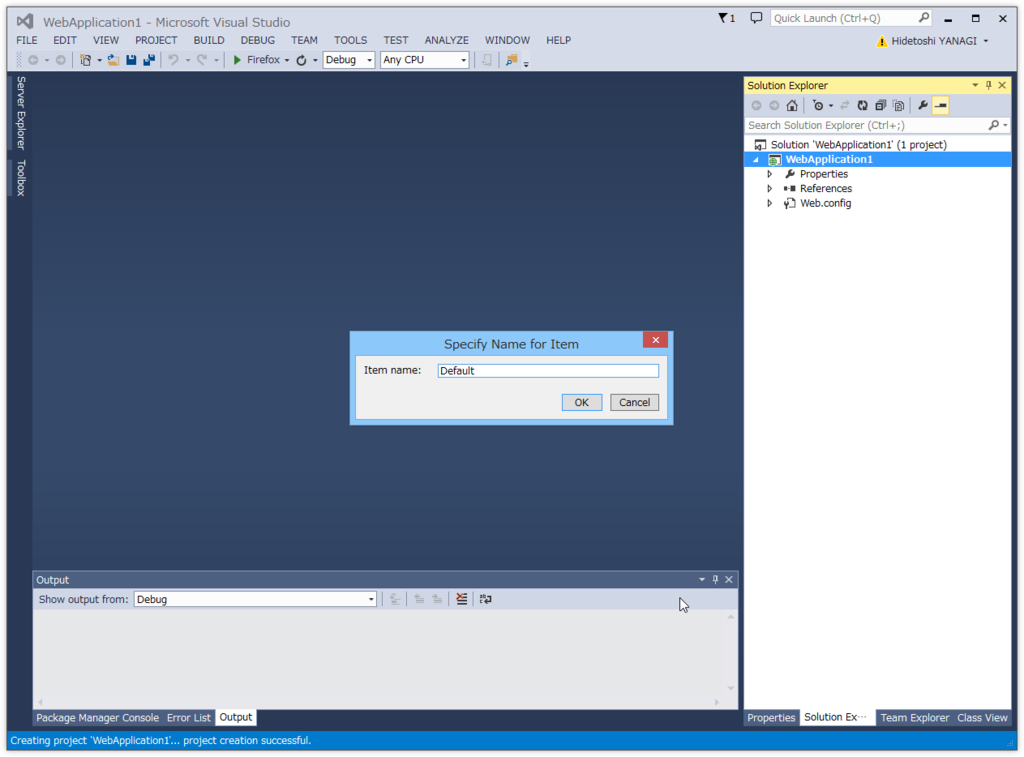 WebApplication1 - Microsoft Visual Studio
1
Quick Launch (Ctrl+Q)
FILE EDIT VIEW PROJECT BUILD DEBUG TEAM TOOLS TEST ANALYZE WINDOW HELP
Hidetoshi YANAGI
Firefox Debug Any CPU
Server Explorer
Toolbox
Solution Explorer
Search Solution Explorer (Ctrl+;)
Solution 'WebApplication1' (1 project)
WebApplication1
Properties
References
Web.config
Specify Name for Item
Item name: Default
OK Cancel
Output
Show output from: Debug
Package Manager Console Error List Output
Properties Solution Ex… Team Explorer Class View
Creating project 'WebApplication1'... project creation successful.